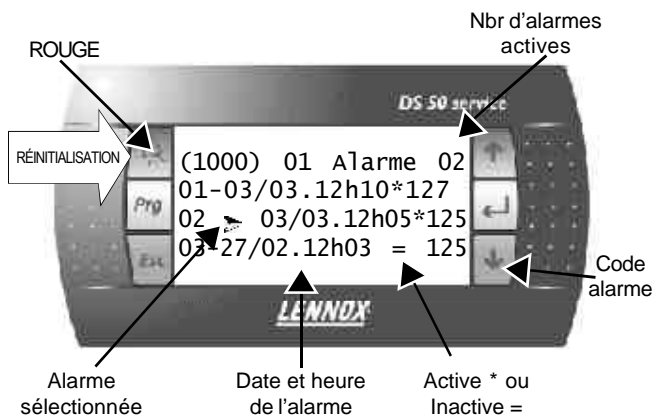 Nbr d'alarmes
actives
ROUGE
DS 50 service
RÉINITIALISATION
(1000) 01 Alarme 02
01-03/03.12h10*127
Prg
02 03/03.12h05*125
03-27/02.12h03 = 125
Esc
Code
alarme
LENNOX
Alarme
sélectionnée
Date et heure
de l'alarme
Active * ou
Inactive =